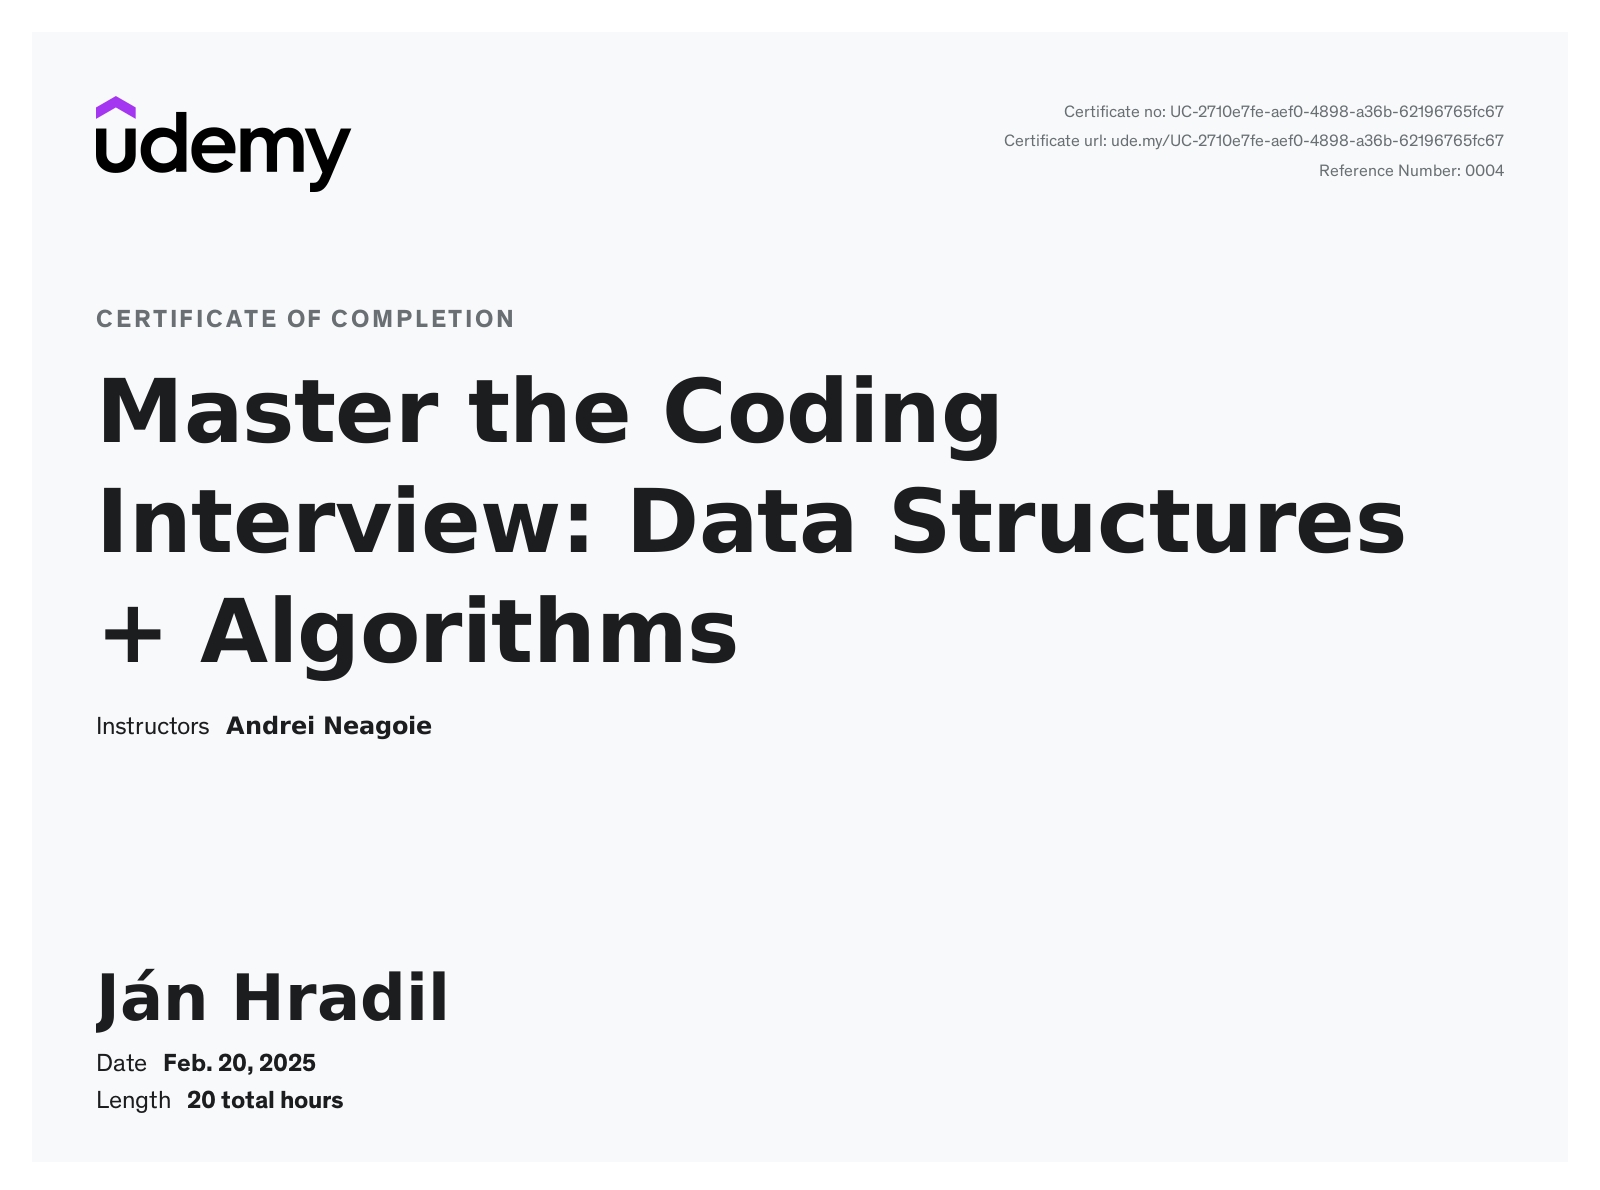 udemy
Certificate no: UC-2710e7fe-aef0-4898-a36b-62196765fc67
Certificate url: ude.my/UC-2710e7fe-aef0-4898-a36b-62196765fc67
Reference Number: 0004
CERTIFICATE OF COMPLETION
Master the Coding
Interview: Data Structures
+ Algorithms
Instructors Andrei Neagoie
Ján Hradil
Date Feb. 20, 2025
Length 20 total hours